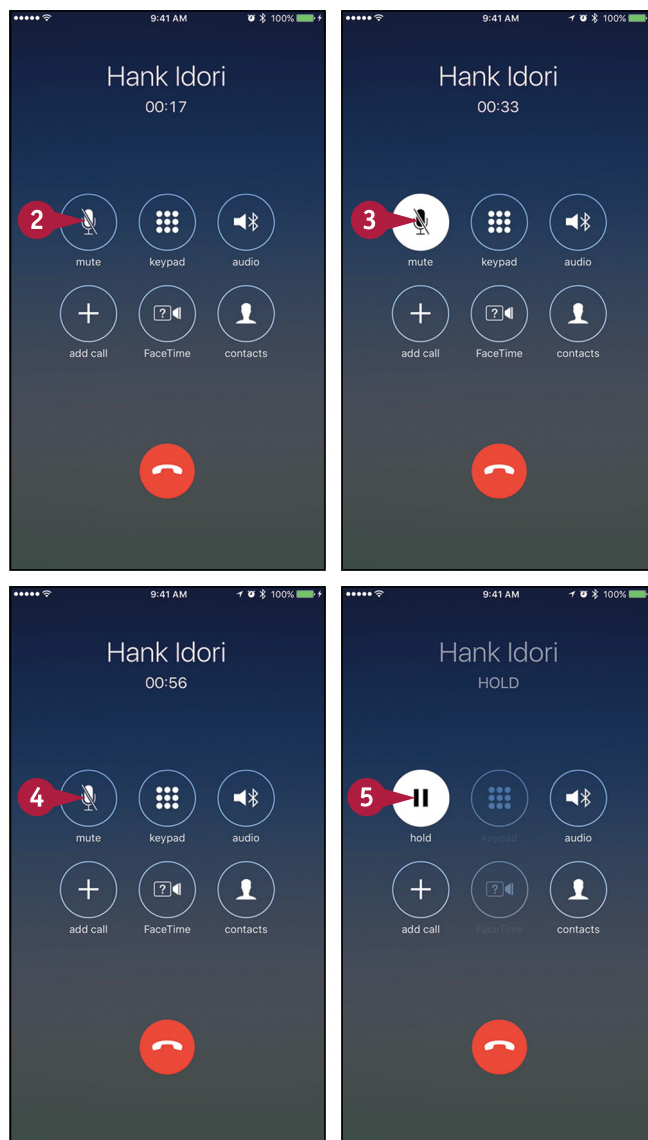 9:41 AM 100%
Hank Idori
00:17
2
mute keypad audio
? 
add call FaceTime contacts
9:41 AM 100%
Hank Idori
00:33
3
mute keypad audio
?
add call FaceTime contacts
9:41 AM 100%
Hank Idori
00:56
4
mute keypad audio
?
add call FaceTime contacts
9:41 AM 100%
Hank Idori
HOLD
5
hold keypad audio
?
add call FaceTime contacts